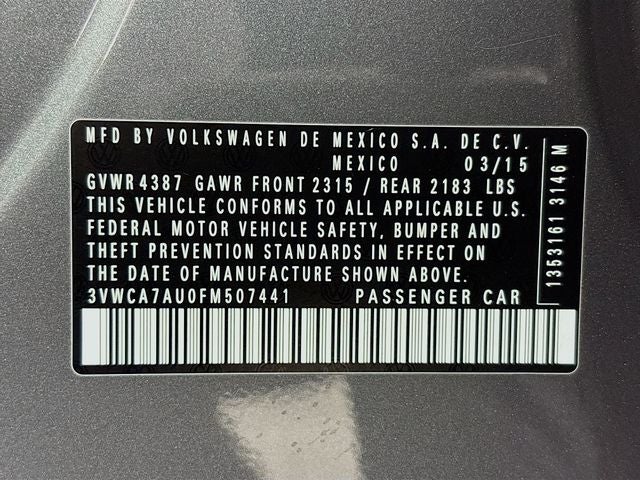 MFD BY VOLKSWAGEN DE MEXICO S.A. DE C.V.
MEXICO 03/15
GVWR 4387 GAWR FRONT 2315 / REAR 2183 LBS
THIS VEHICLE CONFORMS TO ALL APPLICABLE U.S.
FEDERAL MOTOR VEHICLE SAFETY, BUMPER AND
THEFT PREVENTION STANDARDS IN EFFECT ON
THE DATE OF MANUFACTURE SHOWN ABOVE.
3VWCA7AU0FM507441 PASSENGER CAR
1353161 3146 M